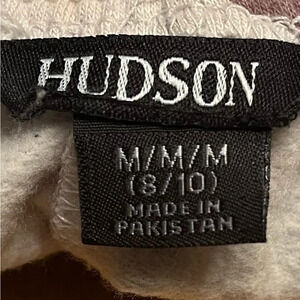 HUDSON
M/M/M
(8/10)
MADE IN
PAKISTAN